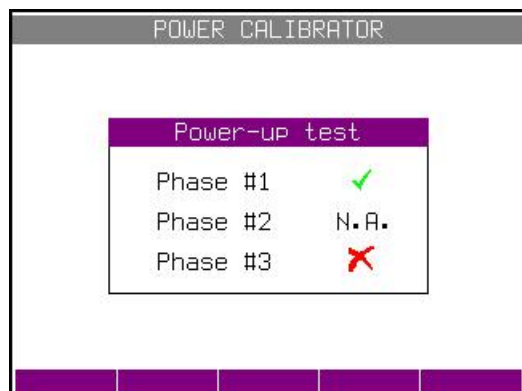 POWER CALIBRATOR
Power-up test
Phase #1
Phase #2 N.A.
Phase #3